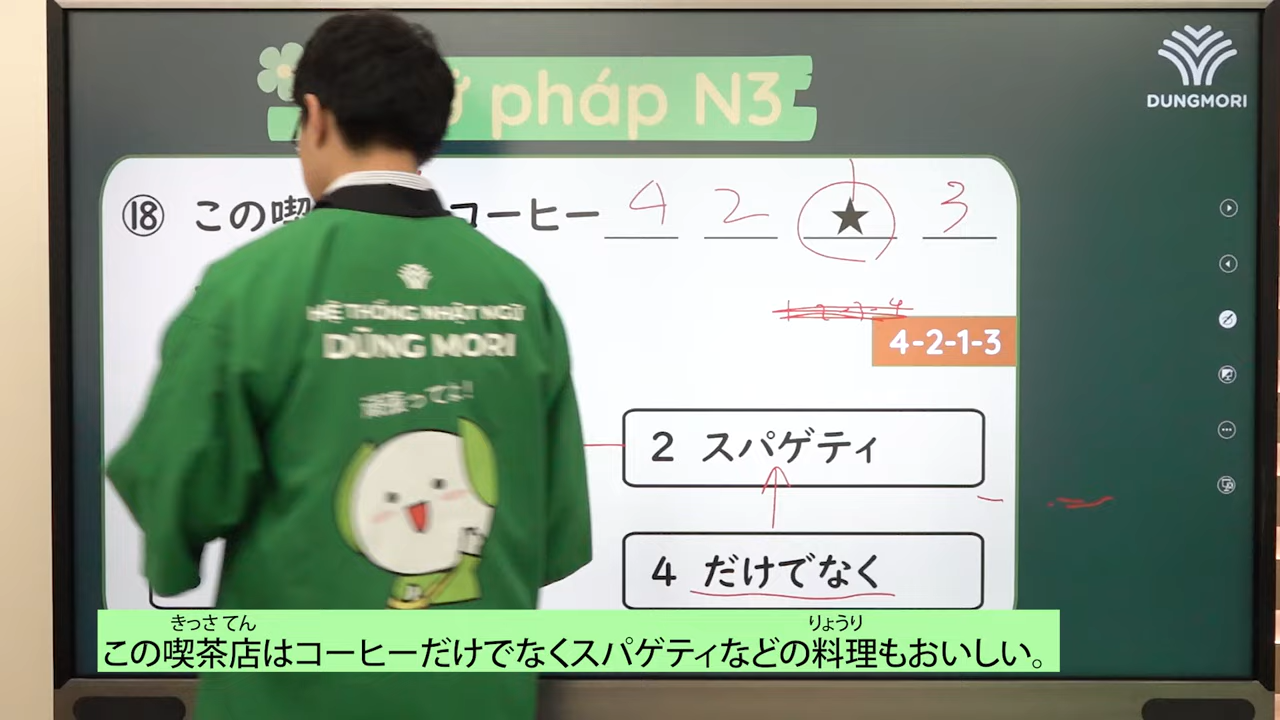 pháp N3
DUNGMORI
⑱ この喫 コーヒー 4 2 ★ 1 3
4-2-1-3
HỆ THỐNG NHẬT NGỮ
DŨNG MORI
頑張ってよ!
2 スパゲティ
4 だけでなく
きっさてん りょうり
この喫茶店はコーヒーだけでなくスパゲティなどの料理もおいしい。